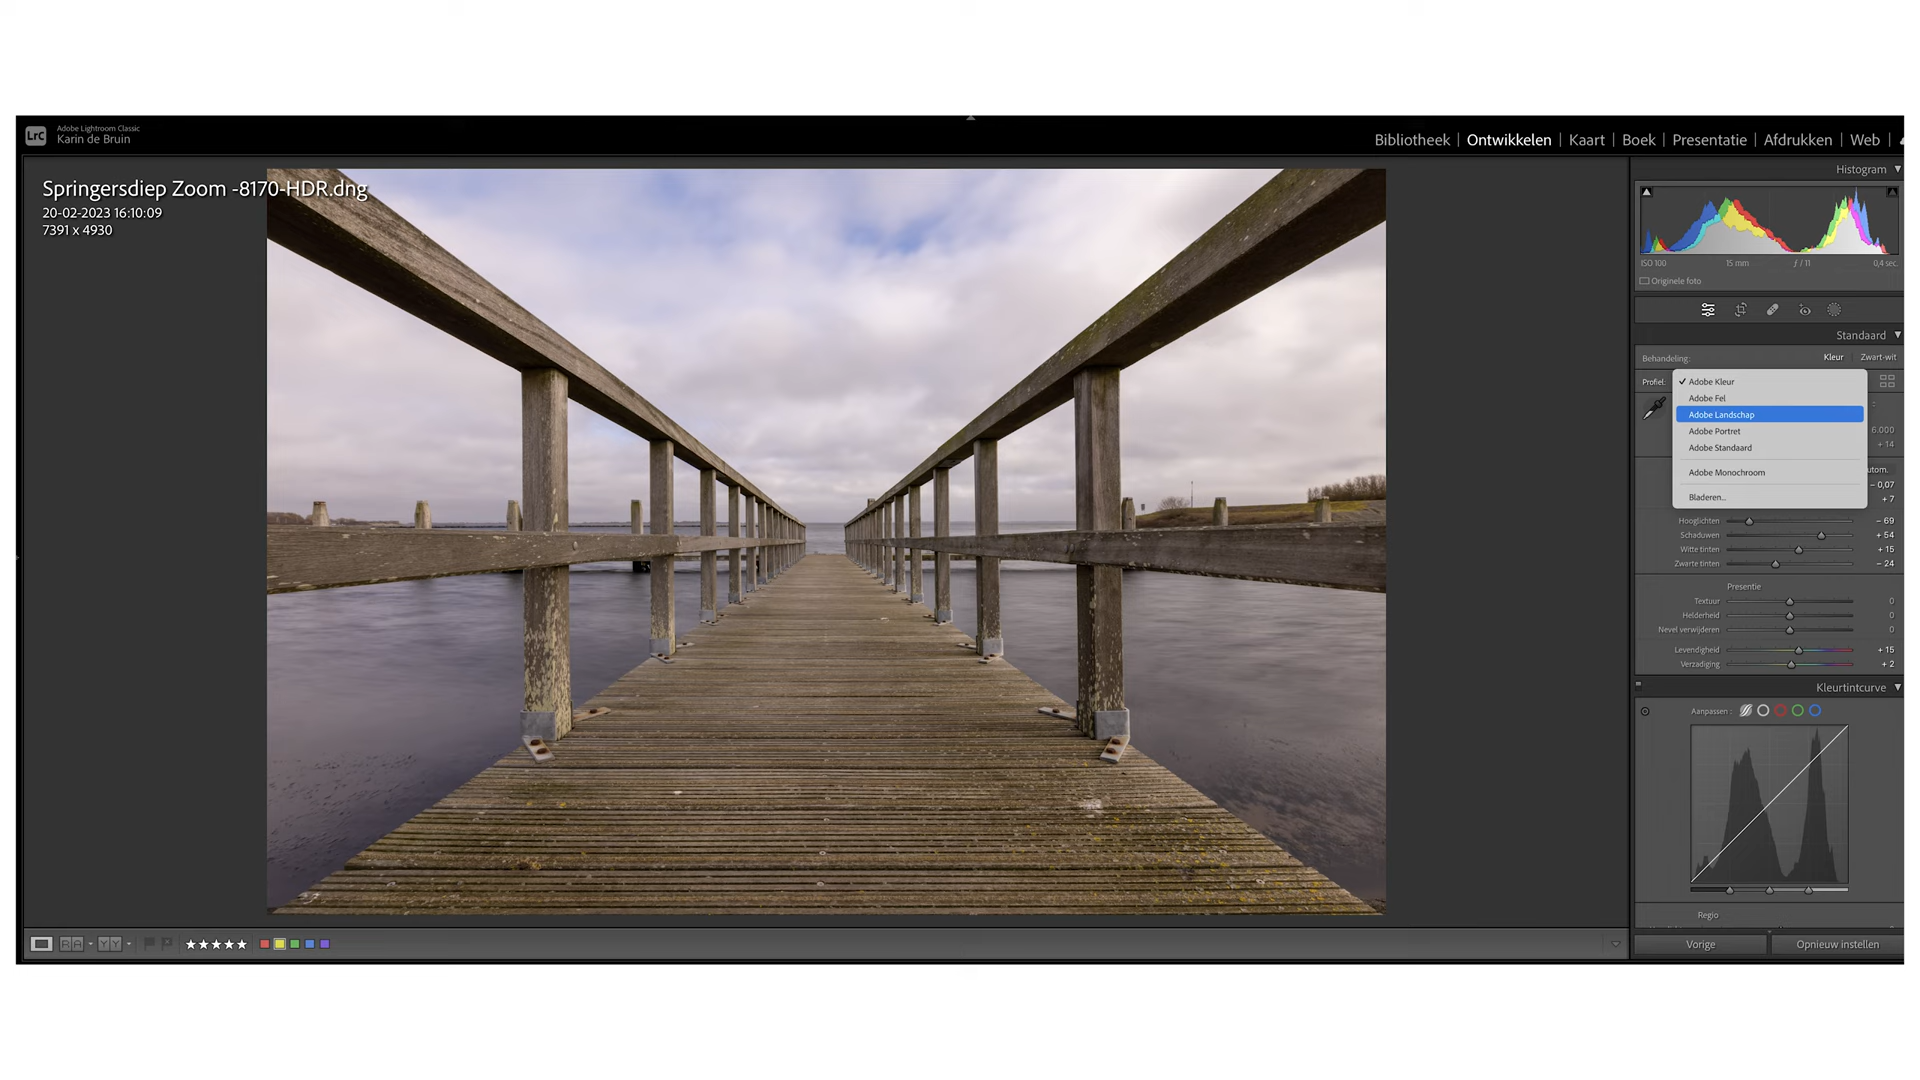 LrC
Adobe Lightroom Classic
Karin de Bruin
Bibliotheek | Ontwikkelen | Kaart | Boek | Presentatie | Afdrukken | Web |
Springersdiep Zoom -8170-HDR.dng
20-02-2023 16:10:09
7391 x 4930
Histogram
ISO 100 15 mm ƒ / 11 0,4 sec.
Originele foto
Standaard
Behandeling: Kleur Zwart-wit
Profiel: Adobe Kleur
Adobe Fel
Adobe Landschap
Adobe Portret
6.000
Adobe Standaard
+ 14
Adobe Monochroom
utom.
− 0,07
Bladeren...
+ 7
Hooglichten − 69
Schaduwen + 54
Witte tinten + 15
Zwarte tinten − 24
Presentie
Textuur 0
Helderheid 0
Nevel verwijderen 0
Levendigheid + 15
Verzadiging + 2
Kleurtintcurve
Aanpassen :
Regio
R A Y Y
Vorige Opnieuw instellen